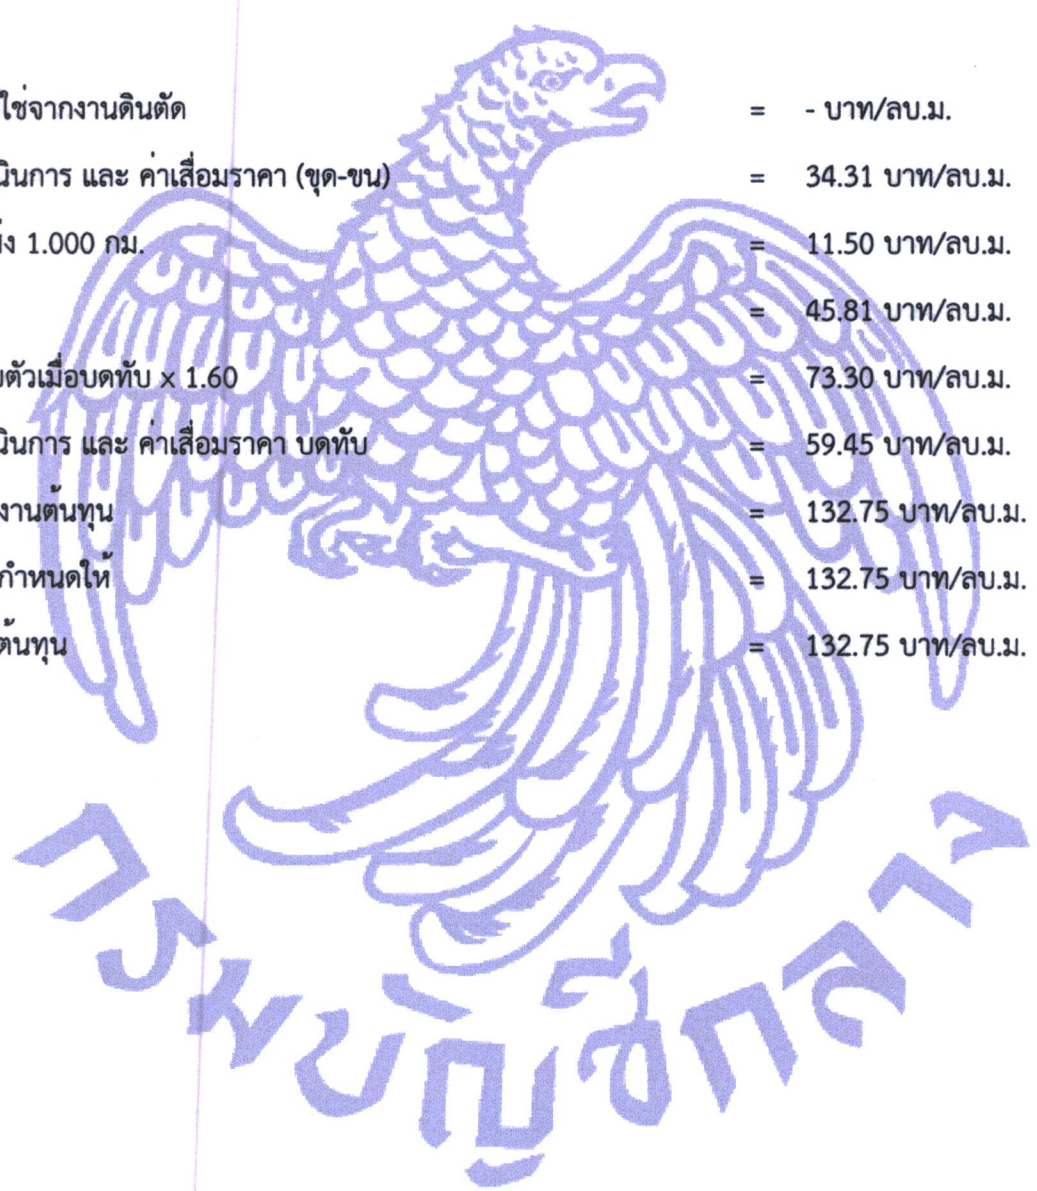 ใช่จากงานดินตัด = - บาท/ลบ.ม.
นินการ และ ค่าเสื่อมราคา (ขุด-ขน) = 34.31 บาท/ลบ.ม.
1.000 กม. = 11.50 บาท/ลบ.ม.
= 45.81 บาท/ลบ.ม.
ตัวเมื่อบดทับ x 1.60 = 73.30 บาท/ลบ.ม.
นินการ และ ค่าเสื่อมราคา บดทับ = 59.45 บาท/ลบ.ม.
งานต้นทุน = 132.75 บาท/ลบ.ม.
กำหนดให้ = 132.75 บาท/ลบ.ม.
ต้นทุน = 132.75 บาท/ลบ.ม.
กรมบัญชีกลาง